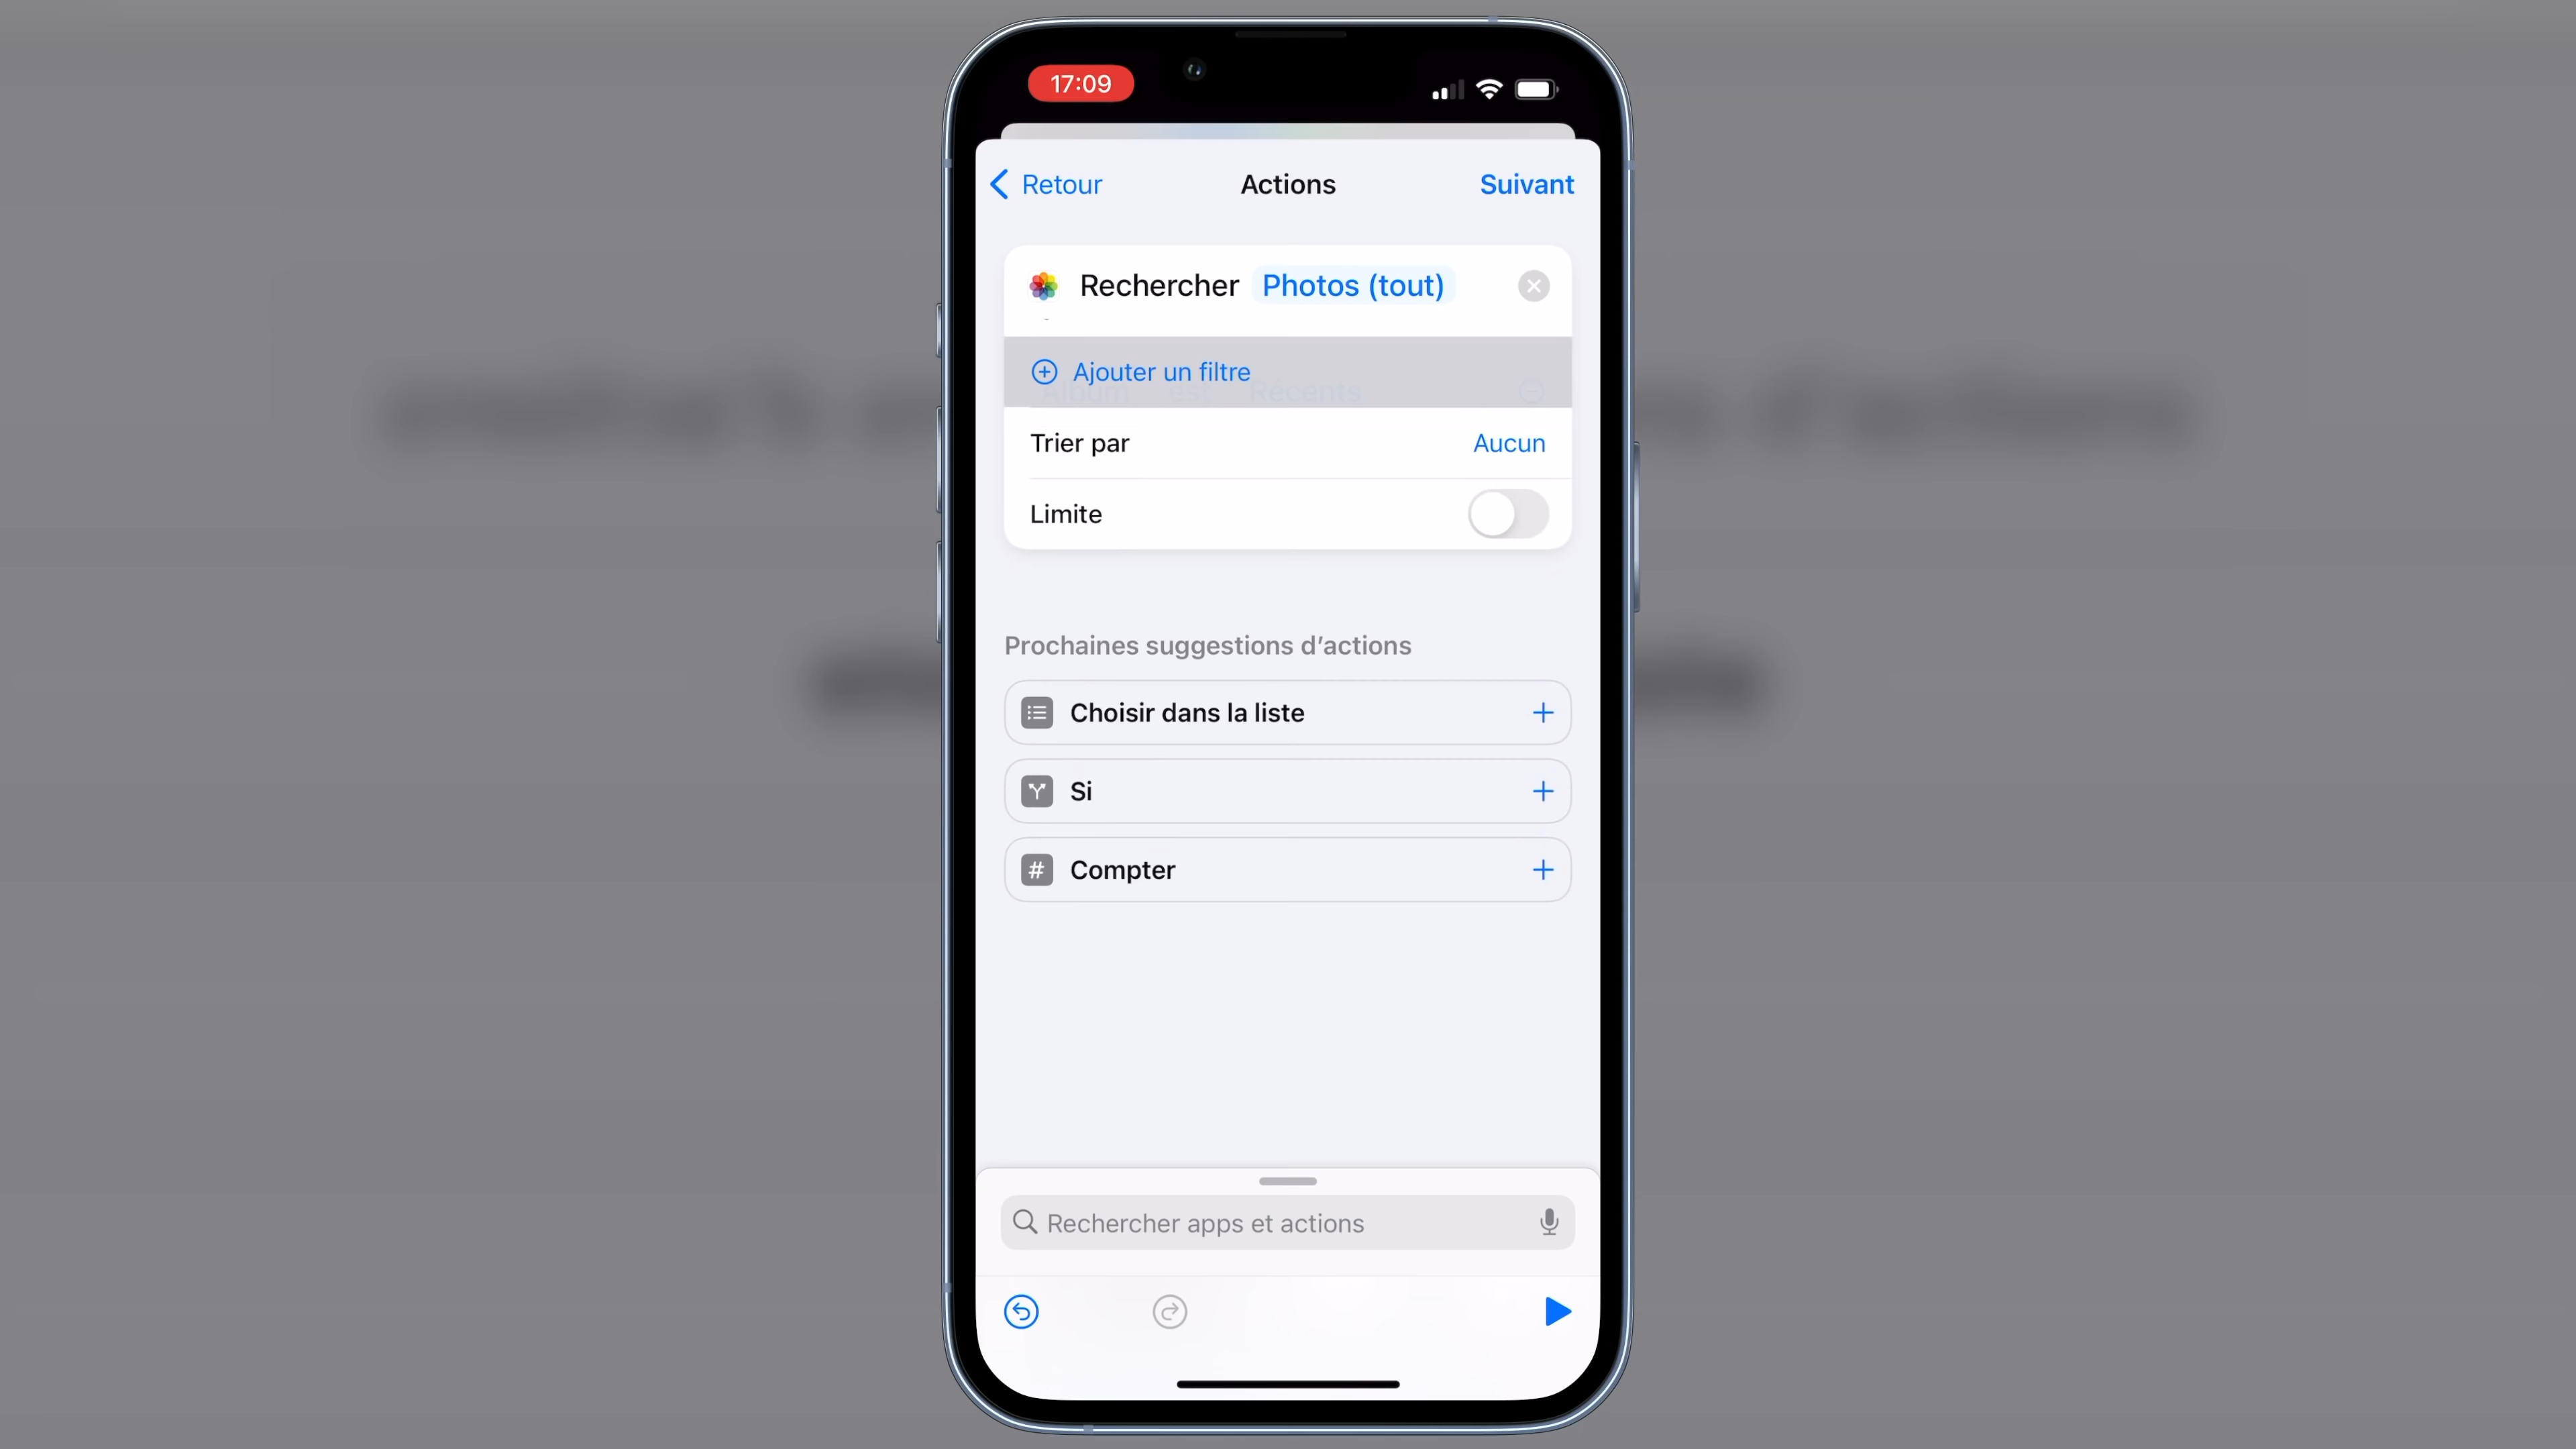 17:09
Retour
Actions
Suivant
Rechercher Photos (tout)
Ajouter un filtre
Album est Récents
Trier par
Aucun
Limite
Prochaines suggestions d’actions
Choisir dans la liste
Si
Compter
Rechercher apps et actions